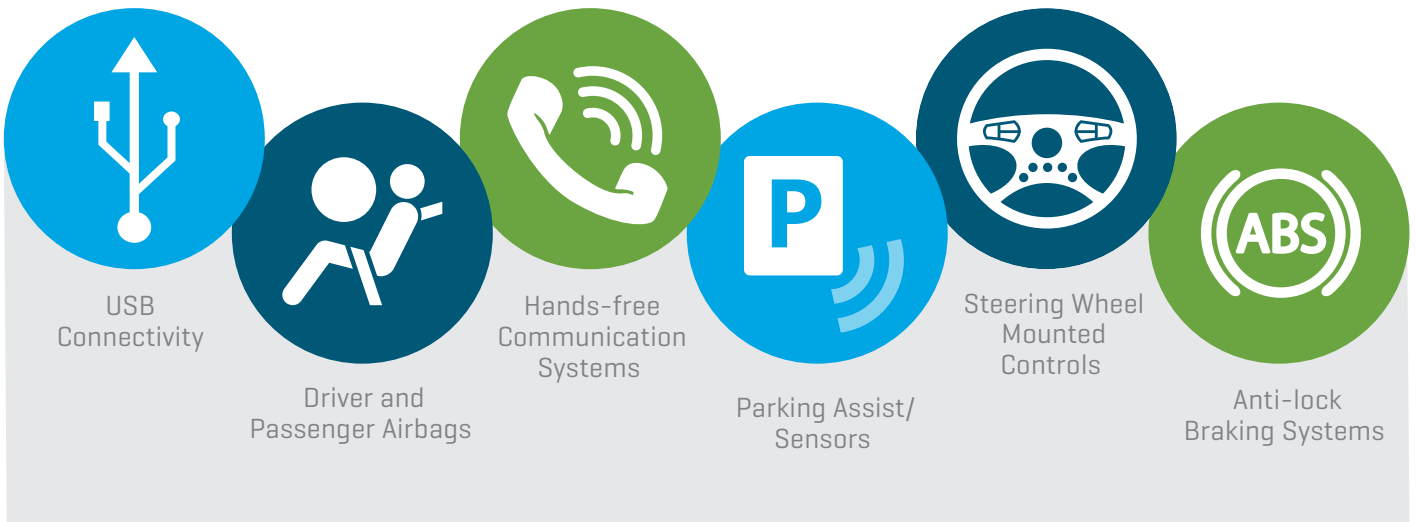 USB
Connectivity
Driver and
Passenger Airbags
Hands-free
Communication
Systems
P
Parking Assist/
Sensors
Steering Wheel
Mounted
Controls
ABS
Anti-lock
Braking Systems